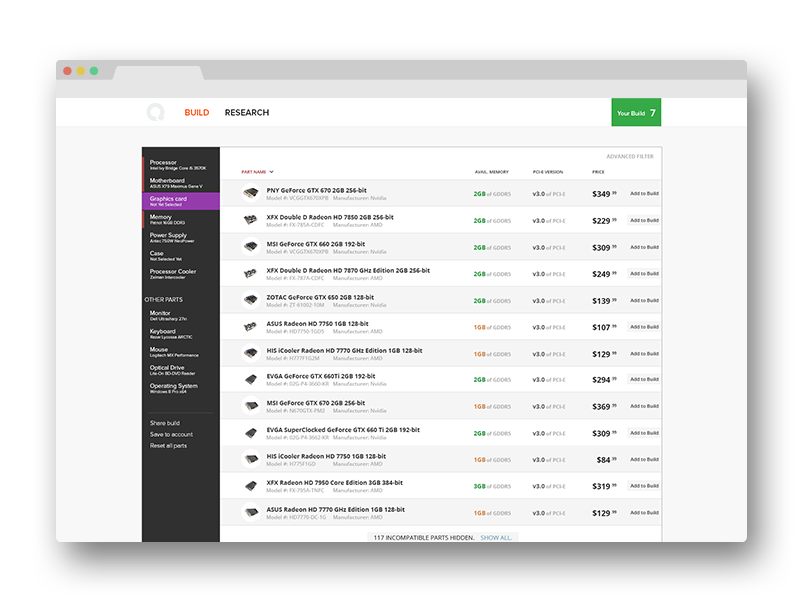 BUILD RESEARCH
Your Build 7
Processor
Intel Ivy Bridge Core i5 3570K
Motherboard
ASUS X79 Maximus Gene V
Graphics card
Not Yet Selected
Memory
Patriot 16GB DDR3
Power Supply
Antec 750W NeoPower
Case
Not Selected Yet
Processor Cooler
Zalman Intercooler
OTHER PARTS
Monitor
Dell Ultrasharp 27in
Keyboard
Razer Lycosa ARCTIC
Mouse
Logitech MX Performance
Optical Drive
Lite-On BD-DVD Reader
Operating System
Windows 8 Pro x64
Share build
Save to account
Reset all parts
ADVANCED FILTER
PART NAME AVAIL. MEMORY PCI-E VERSION PRICE
PNY GeForce GTX 670 2GB 256-bit 2GB of GDDR5 v3.0 of PCI-E $349 99 Add to Build
Model #: VCGGTX670XPB Manufacturer: Nvidia
XFX Double D Radeon HD 7850 2GB 256-bit 2GB of GDDR5 v3.0 of PCI-E $229 99 Add to Build
Model #: FX-785A-CDFC Manufacturer: AMD
MSI GeForce GTX 660 2GB 192-bit 2GB of GDDR5 v3.0 of PCI-E $309 99 Add to Build
Model #: VCGGTX670XPB Manufacturer: Nvidia
XFX Double D Radeon HD 7870 GHz Edition 2GB 256-bit 2GB of GDDR5 v3.0 of PCI-E $249 99 Add to Build
Model #: FX-787A-CDFC Manufacturer: AMD
ZOTAC GeForce GTX 650 2GB 128-bit 2GB of GDDR5 v3.0 of PCI-E $139 99 Add to Build
Model #: ZT-61002-10M Manufacturer: Nvidia
ASUS Radeon HD 7750 1GB 128-bit 1GB of GDDR5 v3.0 of PCI-E $107 99 Add to Build
Model #: HD7750-1GD5 Manufacturer: AMD
HIS iCooler Radeon HD 7770 GHz Edition 1GB 128-bit 1GB of GDDR5 v3.0 of PCI-E $129 99 Add to Build
Model #: H777F1G2M Manufacturer: AMD
EVGA GeForce GTX 660Ti 2GB 192-bit 2GB of GDDR5 v3.0 of PCI-E $294 99 Add to Build
Model #: 02G-P4-3660-KR Manufacturer: Nvidia
MSI GeForce GTX 670 2GB 256-bit 1GB of GDDR5 v3.0 of PCI-E $369 99 Add to Build
Model #: N670GTX-PM2 Manufacturer: Nvidia
EVGA SuperClocked GeForce GTX 660 Ti 2GB 192-bit 2GB of GDDR5 v3.0 of PCI-E $309 99 Add to Build
Model #: 02G-P4-3662-KR Manufacturer: Nvidia
HIS iCooler Radeon HD 7750 1GB 128-bit 1GB of GDDR5 v3.0 of PCI-E $84 99 Add to Build
Model #: H775F1GD Manufacturer: AMD
XFX Radeon HD 7950 Core Edition 3GB 384-bit 3GB of GDDR5 v3.0 of PCI-E $319 99 Add to Build
Model #: FX-795A-TNFC Manufacturer: AMD
ASUS Radeon HD 7770 GHz Edition 1GB 128-bit 1GB of GDDR5 v3.0 of PCI-E $129 99 Add to Build
Model #: HD7770-DC-1G Manufacturer: AMD
117 INCOMPATIBLE PARTS HIDDEN. SHOW ALL.